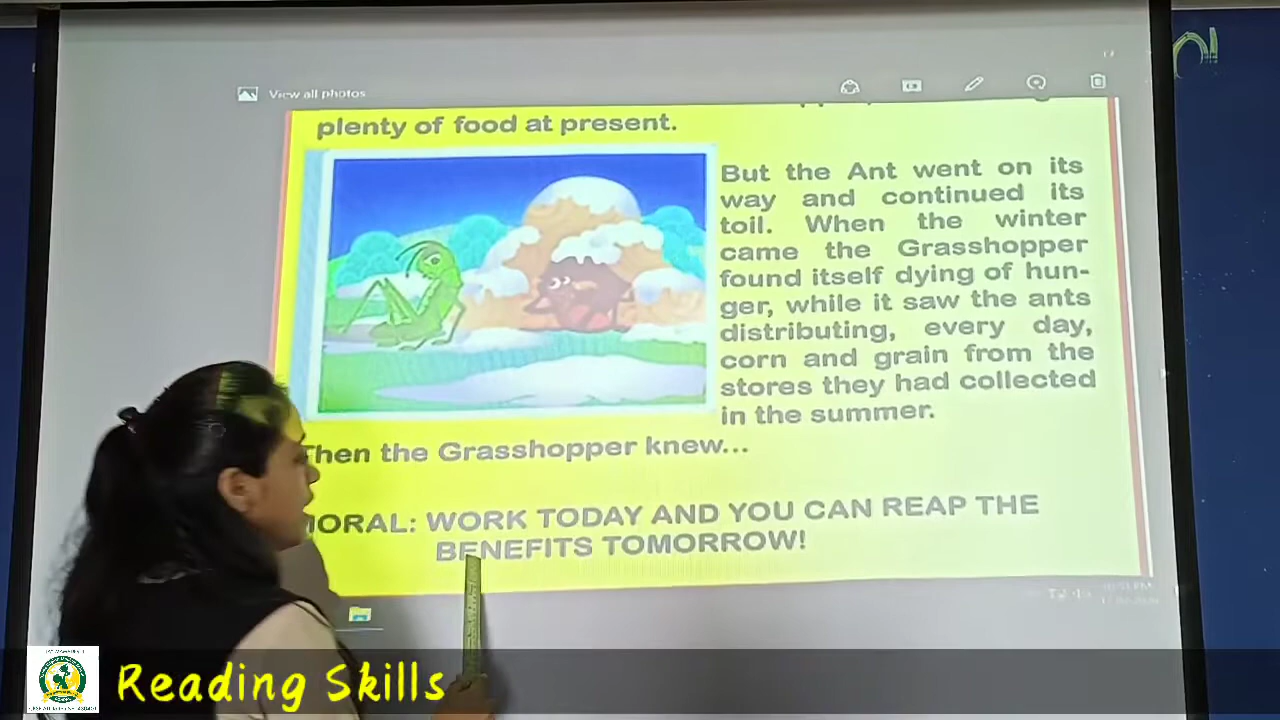 View all photos
plenty of food at present.
But the Ant went on its
way and continued its
toil. When the winter
came the Grasshopper
found itself dying of hun-
ger, while it saw the ants
distributing, every day,
corn and grain from the
stores they had collected
in the summer.
Then the Grasshopper knew...
MORAL: WORK TODAY AND YOU CAN REAP THE
BENEFITS TOMORROW!
Reading Skills